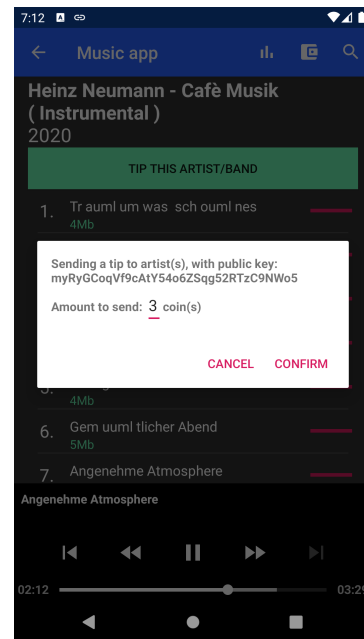 7:12
Music app
Heinz Neumann - Cafè Musik
( Instrumental )
2020
TIP THIS ARTIST/BAND
1. Tr auml um was sch ouml nes
4Mb
Sending a tip to artist(s), with public key:
myRyGCoqVf9cAtY54o6ZSqg52RTzC9NWo5
Amount to send: 3 coin(s)
CANCEL CONFIRM
4Mb
6. Gem uuml tlicher Abend
5Mb
7. Angenehme Atmosphere
Angenehme Atmosphere
02:12 03:29